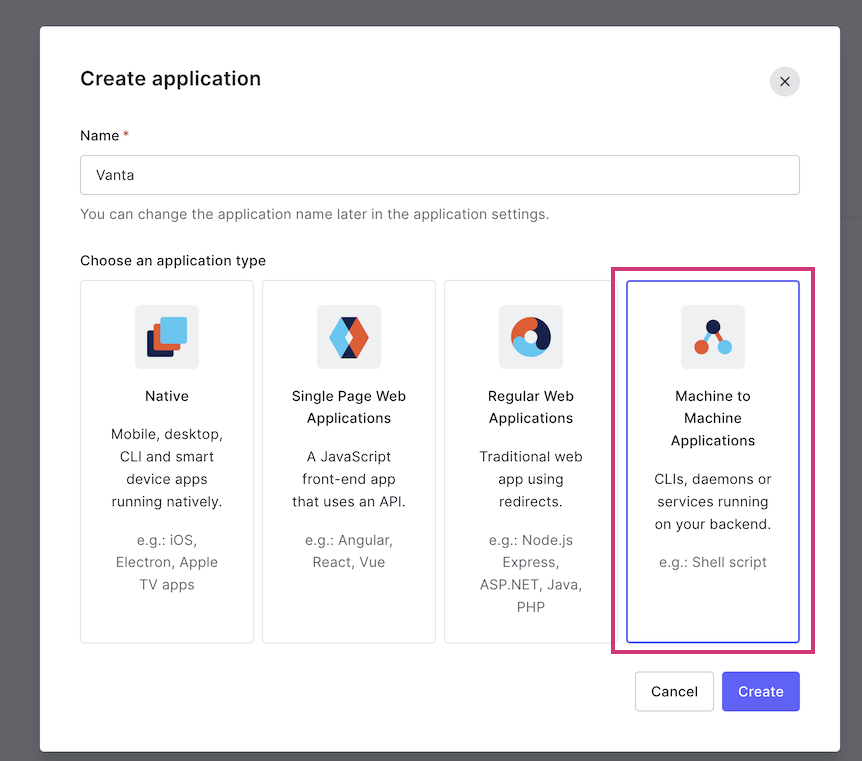 Create application
Name *
Vanta
You can change the application name later in the application settings.
Choose an application type
Native
Mobile, desktop,
CLI and smart
device apps
running natively.
e.g.: iOS,
Electron, Apple
TV apps
Single Page Web
Applications
A JavaScript
front-end app
that uses an API.
e.g.: Angular,
React, Vue
Regular Web
Applications
Traditional web
app using
redirects.
e.g.: Node.js
Express,
ASP.NET, Java,
PHP
Machine to
Machine
Applications
CLIs, daemons or
services running
on your backend.
e.g.: Shell script
Cancel
Create